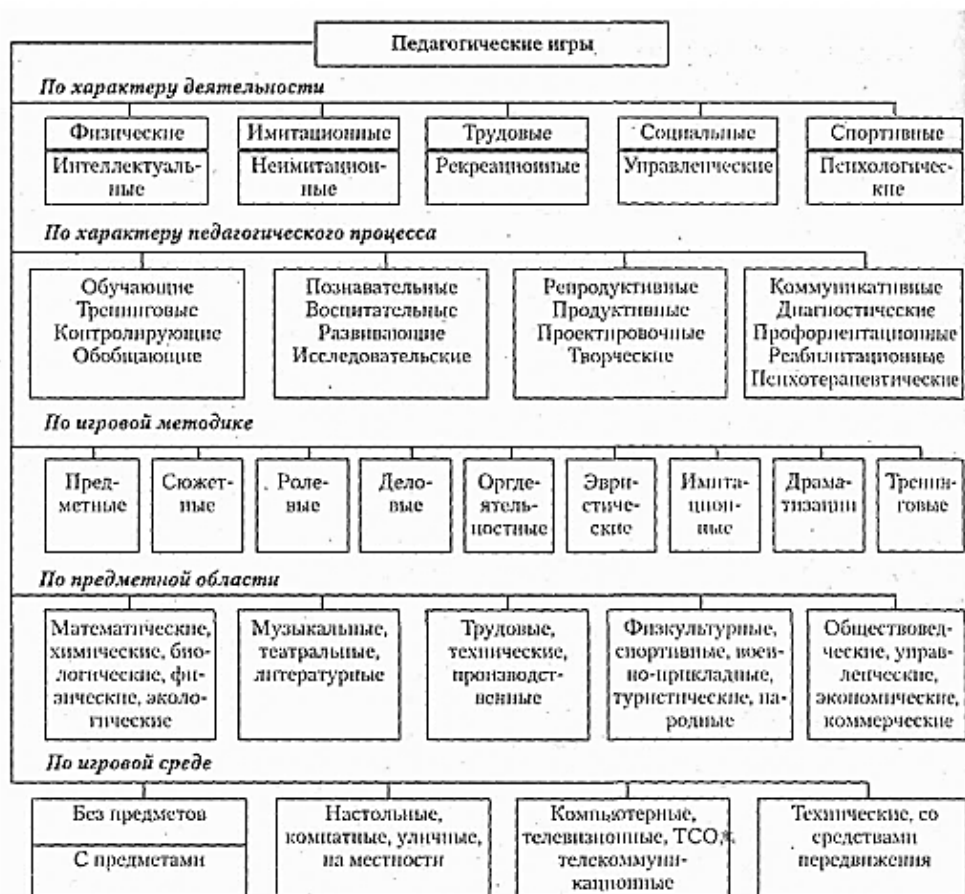 Педагогические игры
По характеру деятельности
Физические
Имитационные
Трудовые
Социальные
Спортивные
Интеллектуаль-
ные
Неимитацион-
ные
Рекреационные
Управленческие
Психологичес-
кие
По характеру педагогического процесса
Обучающие
Тренинговые
Контролирующие
Обобщающие
Познавательные
Воспитательные
Развивающие
Исследовательские
Репродуктивные
Продуктивные
Проектировочные
Творческие
Коммуникативные
Диагностические
Профориентационные
Реабилитационные
Психотерапевтические
По игровой методике
Пред-
метные
Сюжет-
ные
Роле-
вые
Дело-
вые
Оргде-
ятель-
ностные
Эври-
стиче-
ские
Имита-
цион-
ные
Драма-
тизации
Тренин-
говые
По предметной области
Математические,
химические, био-
логические, фи-
зические, эколо-
гические
Музыкальные,
театральные,
литературные
Трудовые,
технические,
производст-
венные
Физкультурные,
спортивные, воен-
но-прикладные,
туристические, на-
родные
Обществовед-
ческие, управ-
ленческие,
экономические,
коммерческие
По игровой среде
Без предметов
С предметами
Настольные,
комнатные, уличные,
на местности
Компьютерные,
телевизионные, ТСО*,
телекоммуни-
кационные
Технические, со
средствами
передвижения